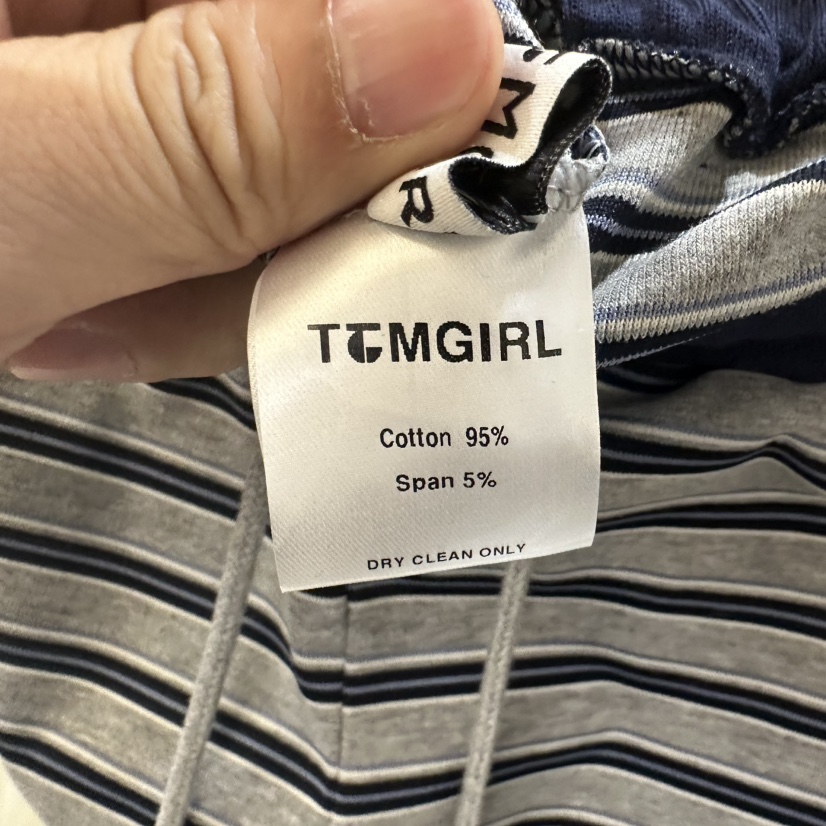 TOMGIRL
Cotton 95%
Span 5%
DRY CLEAN ONLY